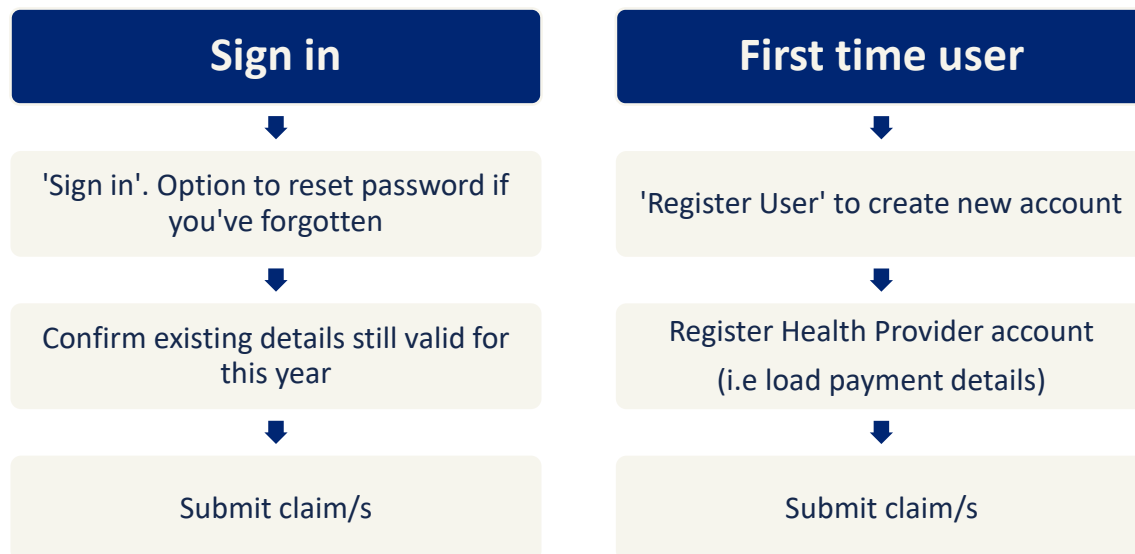 Sign in
'Sign in'. Option to reset password if
you've forgotten
Confirm existing details still valid for
this year
Submit claim/s
First time user
'Register User' to create new account
Register Health Provider account
(i.e load payment details)
Submit claim/s